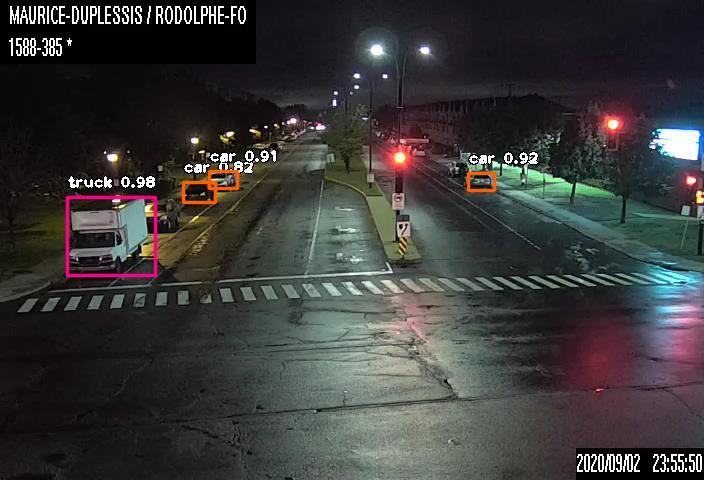 MAURICE-DUPLESSIS / RODOLPHE-FO
1588-385 *
car 0.91
car 0.82
car 0.92
truck 0.98
2020/09/02 23:55:50